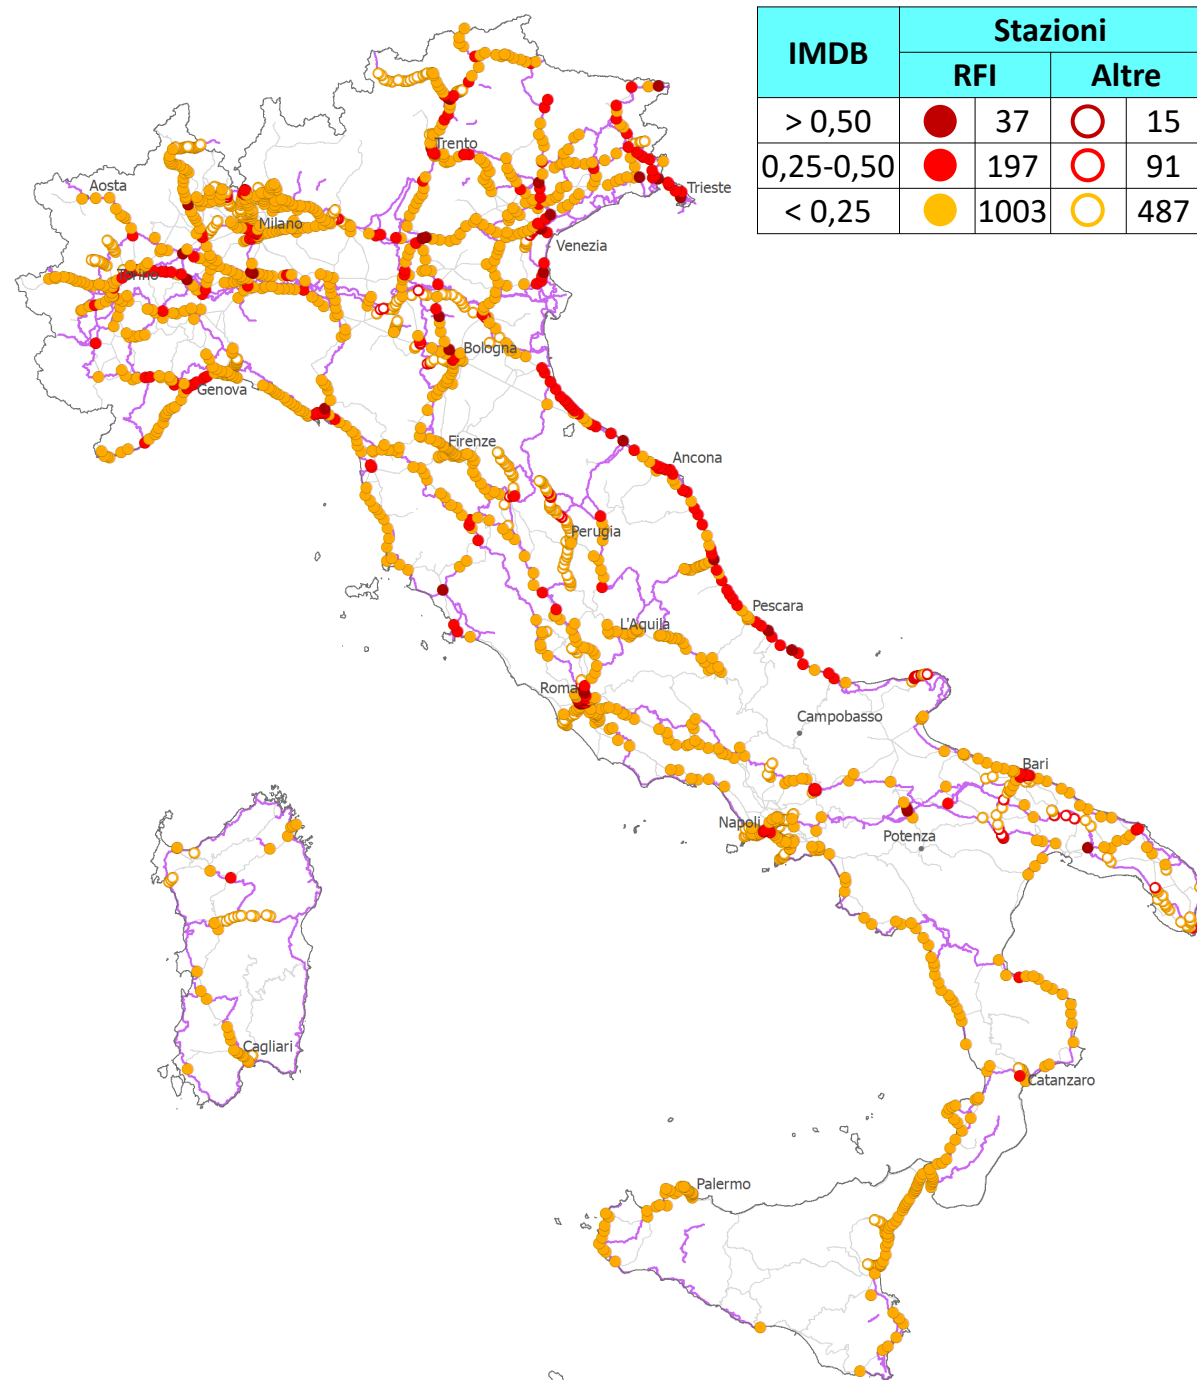 IMDB Stazioni
RFI Altre
> 0,50 37 15
0,25-0,50 197 91
< 0,25 1003 487
Trento
Aosta
Trieste
Milano
Venezia
Torino
Bologna
Genova
Firenze
Ancona
Perugia
Pescara
L'Aquila
Roma
Campobasso
Bari
Napoli
Potenza
Cagliari
Catanzaro
Palermo